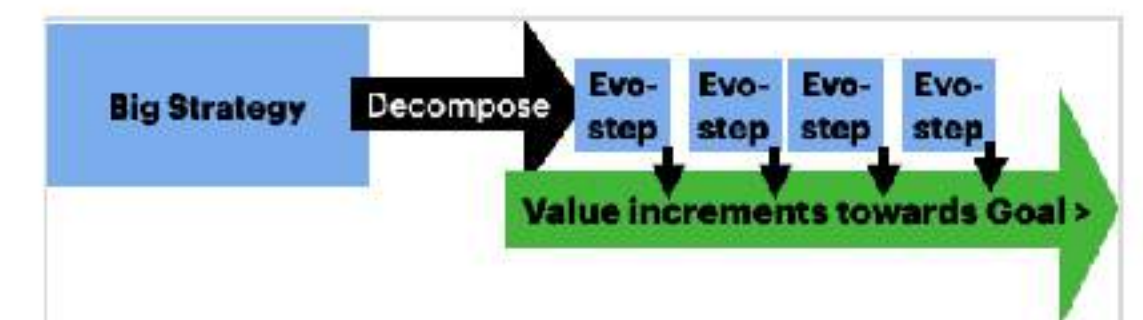 Big Strategy
Decompose
Evo-
step
Evo-
step
Evo-
step
Evo-
step
Value increments towards Goal >